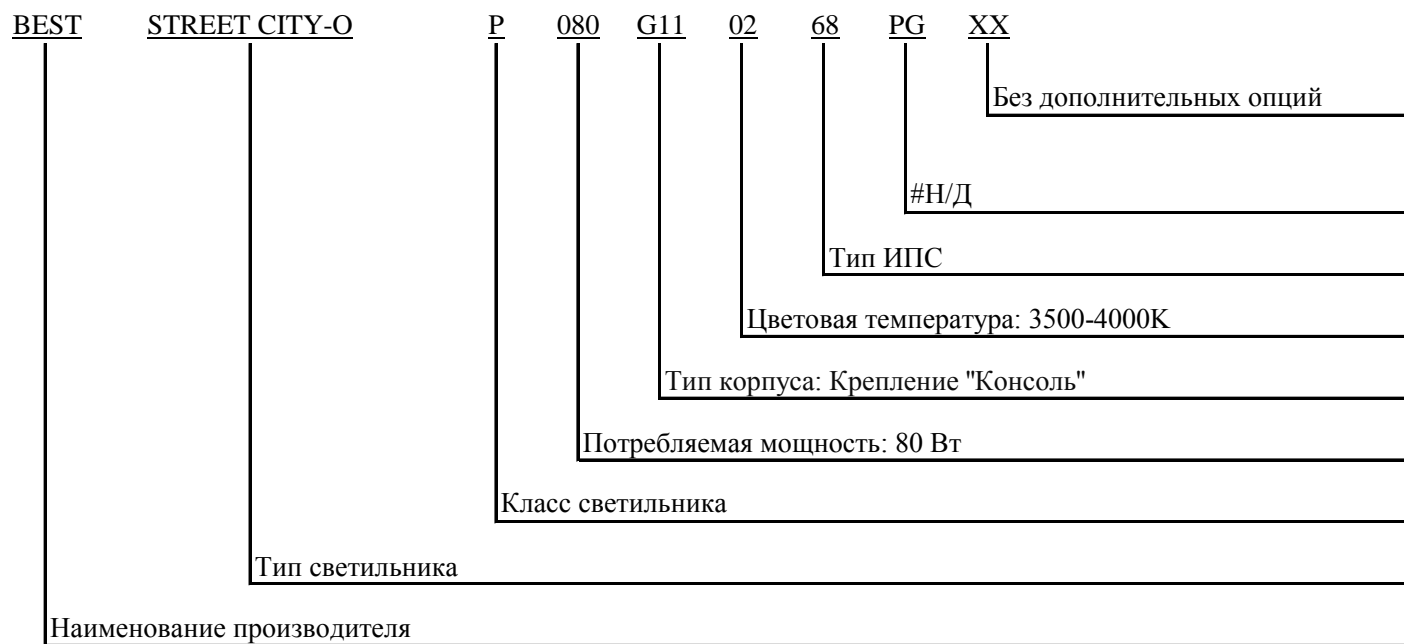 BEST STREET CITY-O P 080 G11 02 68 PG XX
Без дополнительных опций
#Н/Д
Тип ИПС
Цветовая температура: 3500-4000К
Тип корпуса: Крепление "Консоль"
Потребляемая мощность: 80 Вт
Класс светильника
Тип светильника
Наименование производителя